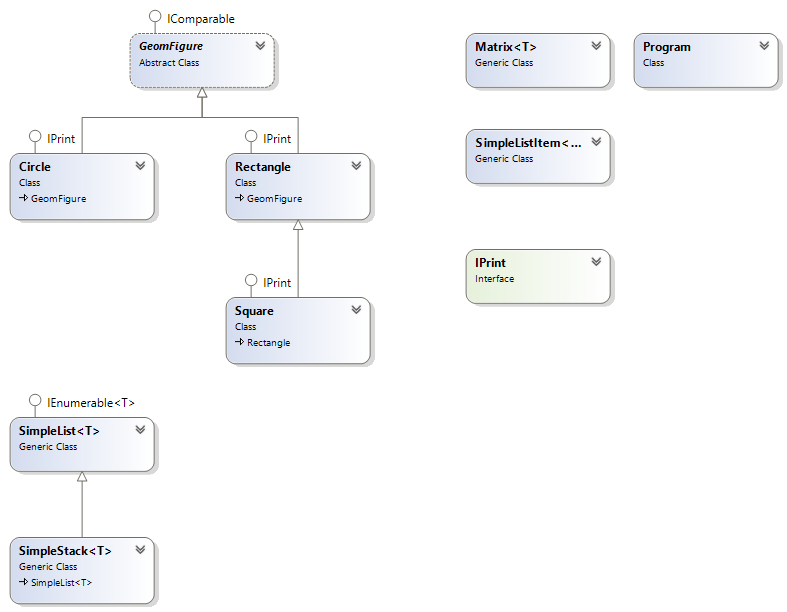 IComparable
GeomFigure
Abstract Class
IPrint
Circle
Class
GeomFigure
IPrint
Rectangle
Class
GeomFigure
IPrint
Square
Class
Rectangle
IEnumerable<T>
SimpleList<T>
Generic Class
SimpleStack<T>
Generic Class
SimpleList<T>
Matrix<T>
Generic Class
Program
Class
SimpleListItem<...
Generic Class
IPrint
Interface